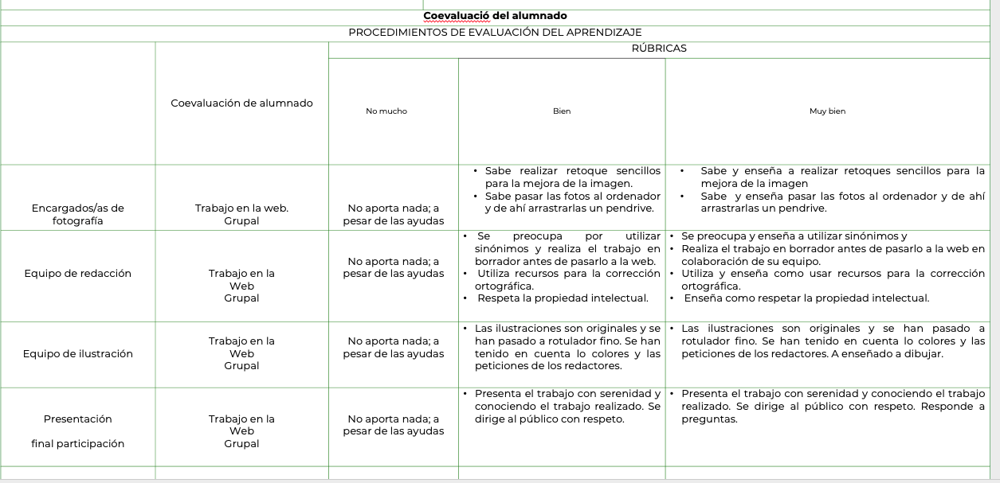 Coevaluació del alumnado
PROCEDIMIENTOS DE EVALUACIÓN DEL APRENDIZAJE
RÚBRICAS
Coevaluación de alumnado
No mucho
Bien
Muy bien
Encargados/as de
fotografía
Trabajo en la web.
Grupal
No aporta nada; a
pesar de las ayudas
• Sabe realizar retoque sencillos
para la mejora de la imagen.
• Sabe pasar las fotos al ordenador
y de ahí arrastrarlas un pendrive.
• Sabe y enseña a realizar retoques sencillos para la
mejora de la imagen
• Sabe y enseña pasar las fotos al ordenador y de ahí
arrastrarlas un pendrive.
Equipo de redacción
Trabajo en la
Web
Grupal
No aporta nada; a
pesar de las ayudas
• Se preocupa por utilizar
sinónimos y realiza el trabajo en
borrador antes de pasarlo a la web.
• Utiliza recursos para la corrección
ortográfica.
• Respeta la propiedad intelectual.
• Se preocupa y enseña a utilizar sinónimos y
• Realiza el trabajo en borrador antes de pasarlo a la web en
colaboración de su equipo.
• Utiliza y enseña como usar recursos para la corrección
ortográfica.
• Enseña como respetar la propiedad intelectual.
Equipo de ilustración
Trabajo en la
Web
Grupal
No aporta nada; a
pesar de las ayudas
• Las ilustraciones son originales y se
han pasado a rotulador fino. Se han
tenido en cuenta lo colores y las
peticiones de los redactores.
• Las ilustraciones son originales y se han pasado a
rotulador fino. Se han tenido en cuenta lo colores y las
peticiones de los redactores. A enseñado a dibujar.
Presentación
final participación
Trabajo en la
Web
Grupal
No aporta nada; a
pesar de las ayudas
• Presenta el trabajo con serenidad y
conociendo el trabajo realizado. Se
dirige al público con respeto.
• Presenta el trabajo con serenidad y conociendo el trabajo
realizado. Se dirige al público con respeto. Responde a
preguntas.